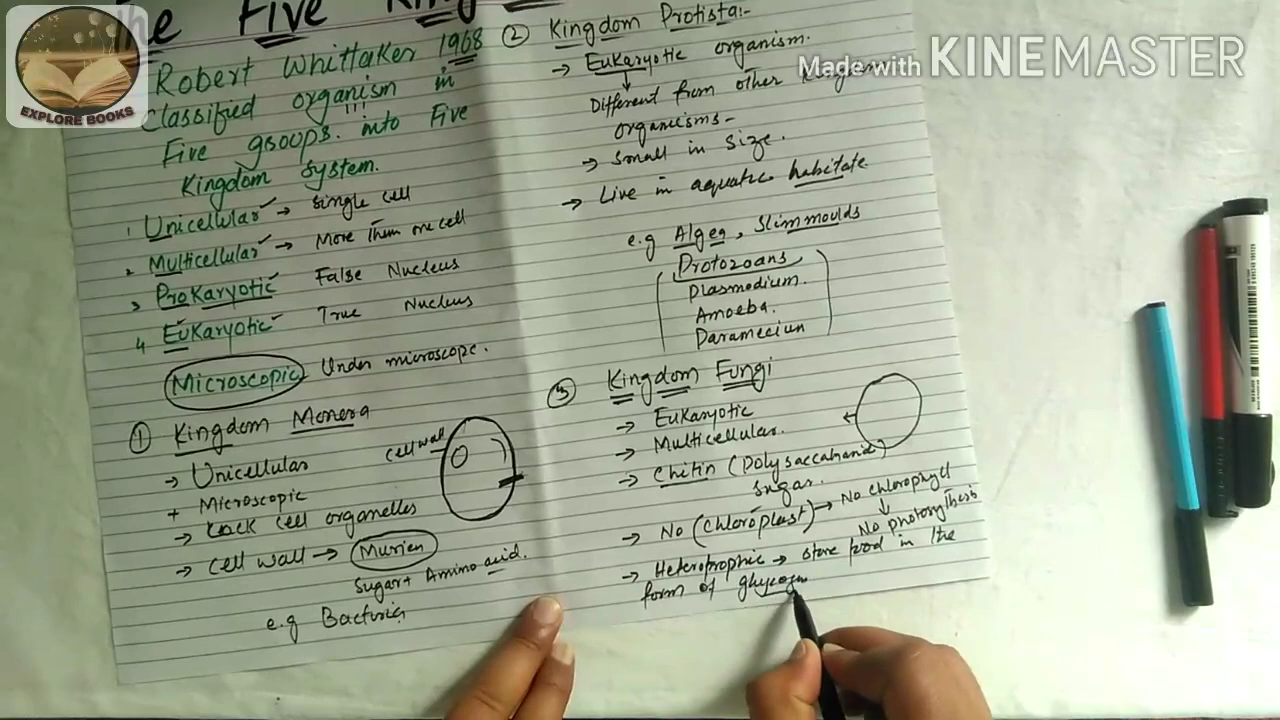 The Five King
Robert Whittaker 1968
Classified organism in
Five groups. into Five
Kingdom System.
1 Unicellular → Single cell
2 Multicellular → More Them one cell
3 ProKaryotic False Nucleus
4 EuKaryotic True Nucleus
Microscopic Under microscope.
① Kingdom Monera
→ Unicellular
+ Microscopic
→ Lack cell organelles
→ Cell wall → Murien
Sugar + Amino acid.
e.g Bacteria
cell wall
② Kingdom Protista:-
→ EuKaryotic organism.
Different from other
organisms-
→ Small in Size.
→ Live in aquatic habitate
e.g Algea, Slimmoulds
Protozoans
Plasmodium.
Amoeba.
Paramecium
③ Kingdom Fungi
→ EuKaryotic
→ Multicellular.
→ Chitin (Polysaccaharid)
Sugar.
→ No (Chloroplast) → No chlorophyll
No photosythesis
→ Heterotrophic → store food in the
form of glycogen
EXPLORE BOOKS
Made with KINEMASTER